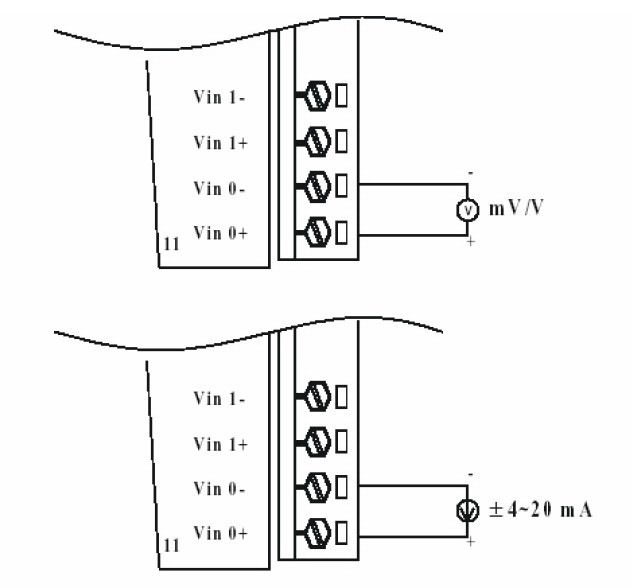 Vin 1-
Vin 1+
Vin 0-
Vin 0+
11
-
V
mV/V
+
Vin 1-
Vin 1+
Vin 0-
Vin 0+
11
-
±4~20 mA
+